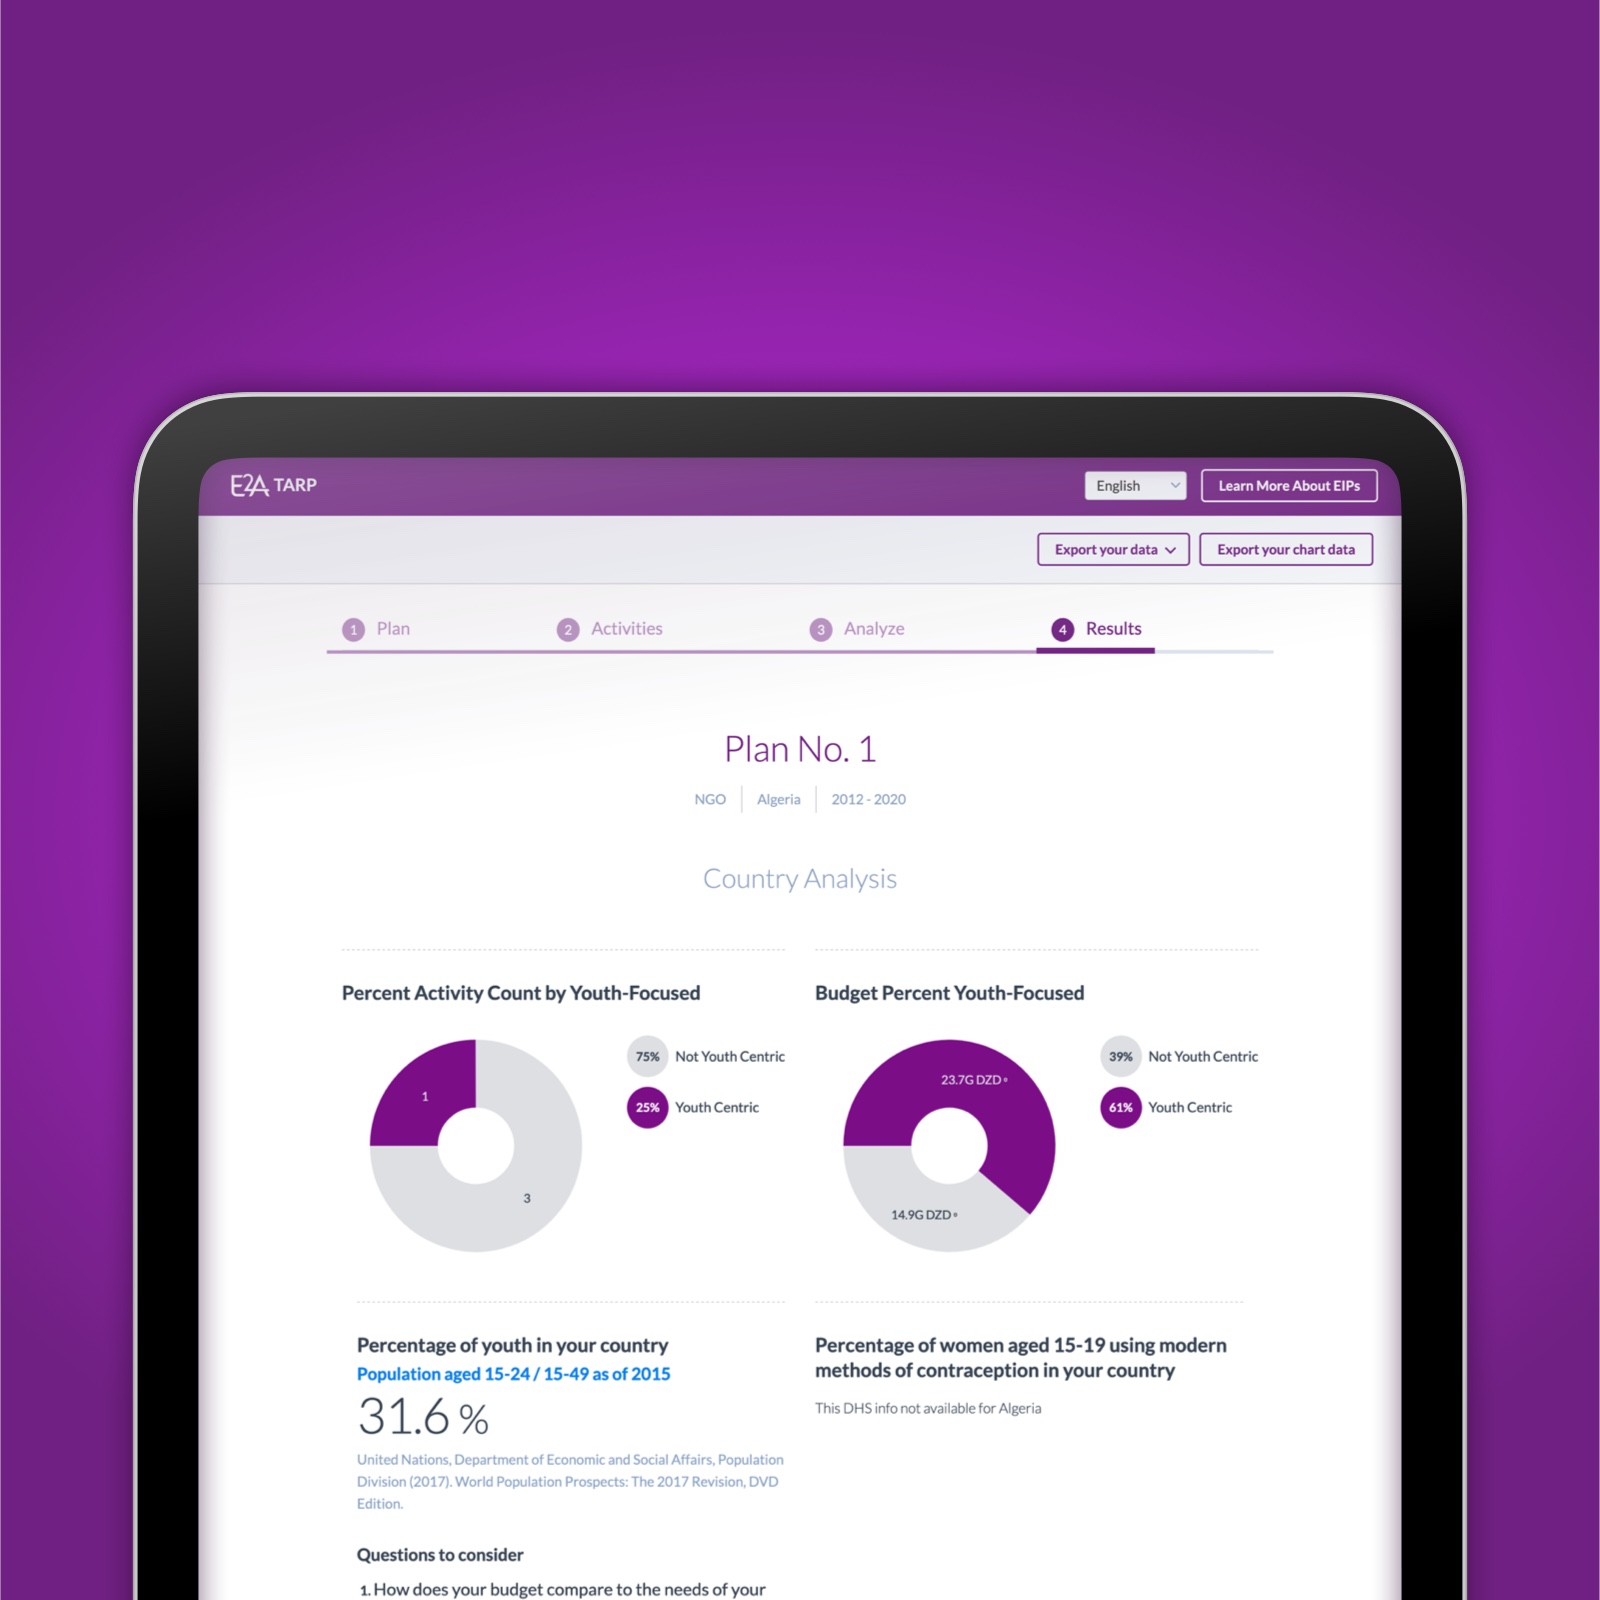 E2A TARP
English
Learn More About EIPs
Export your data
Export your chart data
1 Plan
2 Activities
3 Analyze
4 Results
Plan No. 1
NGO
Algeria
2012 - 2020
Country Analysis
Percent Activity Count by Youth-Focused
1
3
75% Not Youth Centric
25% Youth Centric
Budget Percent Youth-Focused
23.7G DZD
14.9G DZD
39% Not Youth Centric
61% Youth Centric
Percentage of youth in your country
Population aged 15-24 / 15-49 as of 2015
31.6 %
United Nations, Department of Economic and Social Affairs, Population
Division (2017). World Population Prospects: The 2017 Revision, DVD
Edition.
Questions to consider
1. How does your budget compare to the needs of your
Percentage of women aged 15-19 using modern
methods of contraception in your country
This DHS info not available for Algeria